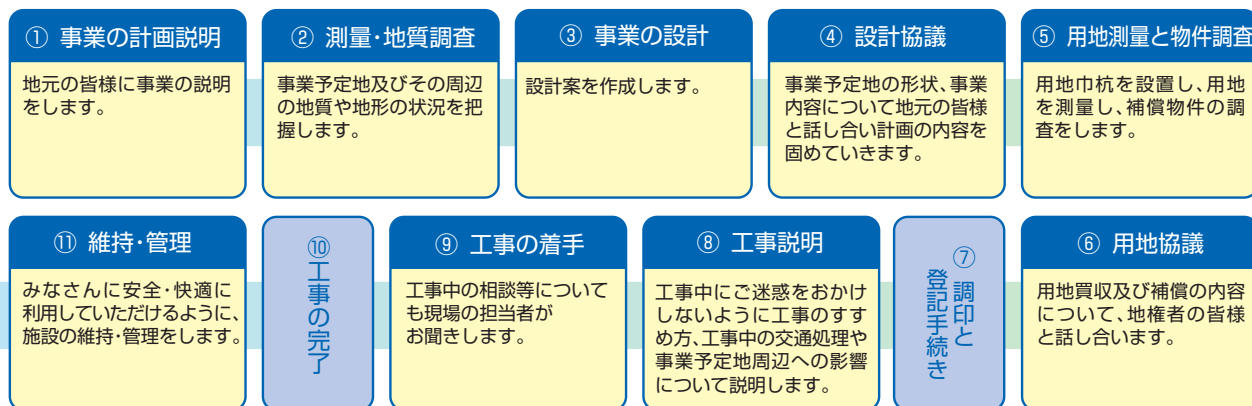 ① 事業の計画説明
地元の皆様に事業の説明
をします。
② 測量・地質調査
事業予定地及びその周辺
の地質や地形の状況を把
握します。
③ 事業の設計
設計案を作成します。
④ 設計協議
事業予定地の形状、事業
内容について地元の皆様
と話し合い計画の内容を
固めていきます。
⑤ 用地測量と物件調査
用地巾杭を設置し、用地
を測量し、補償物件の調
査をします。
⑥ 用地協議
用地買収及び補償の内容
について、地権者の皆様
と話し合います。
⑦ 調印と
登記手続き
⑧ 工事説明
工事中にご迷惑をおかけ
しないように工事のすす
め方、工事中の交通処理や
事業予定地周辺への影響
について説明します。
⑨ 工事の着手
工事中の相談等について
も現場の担当者が
お聞きします。
⑩ 工事の完了
⑪ 維持・管理
みなさんに安全・快適に
利用していただけるように、
施設の維持・管理をします。